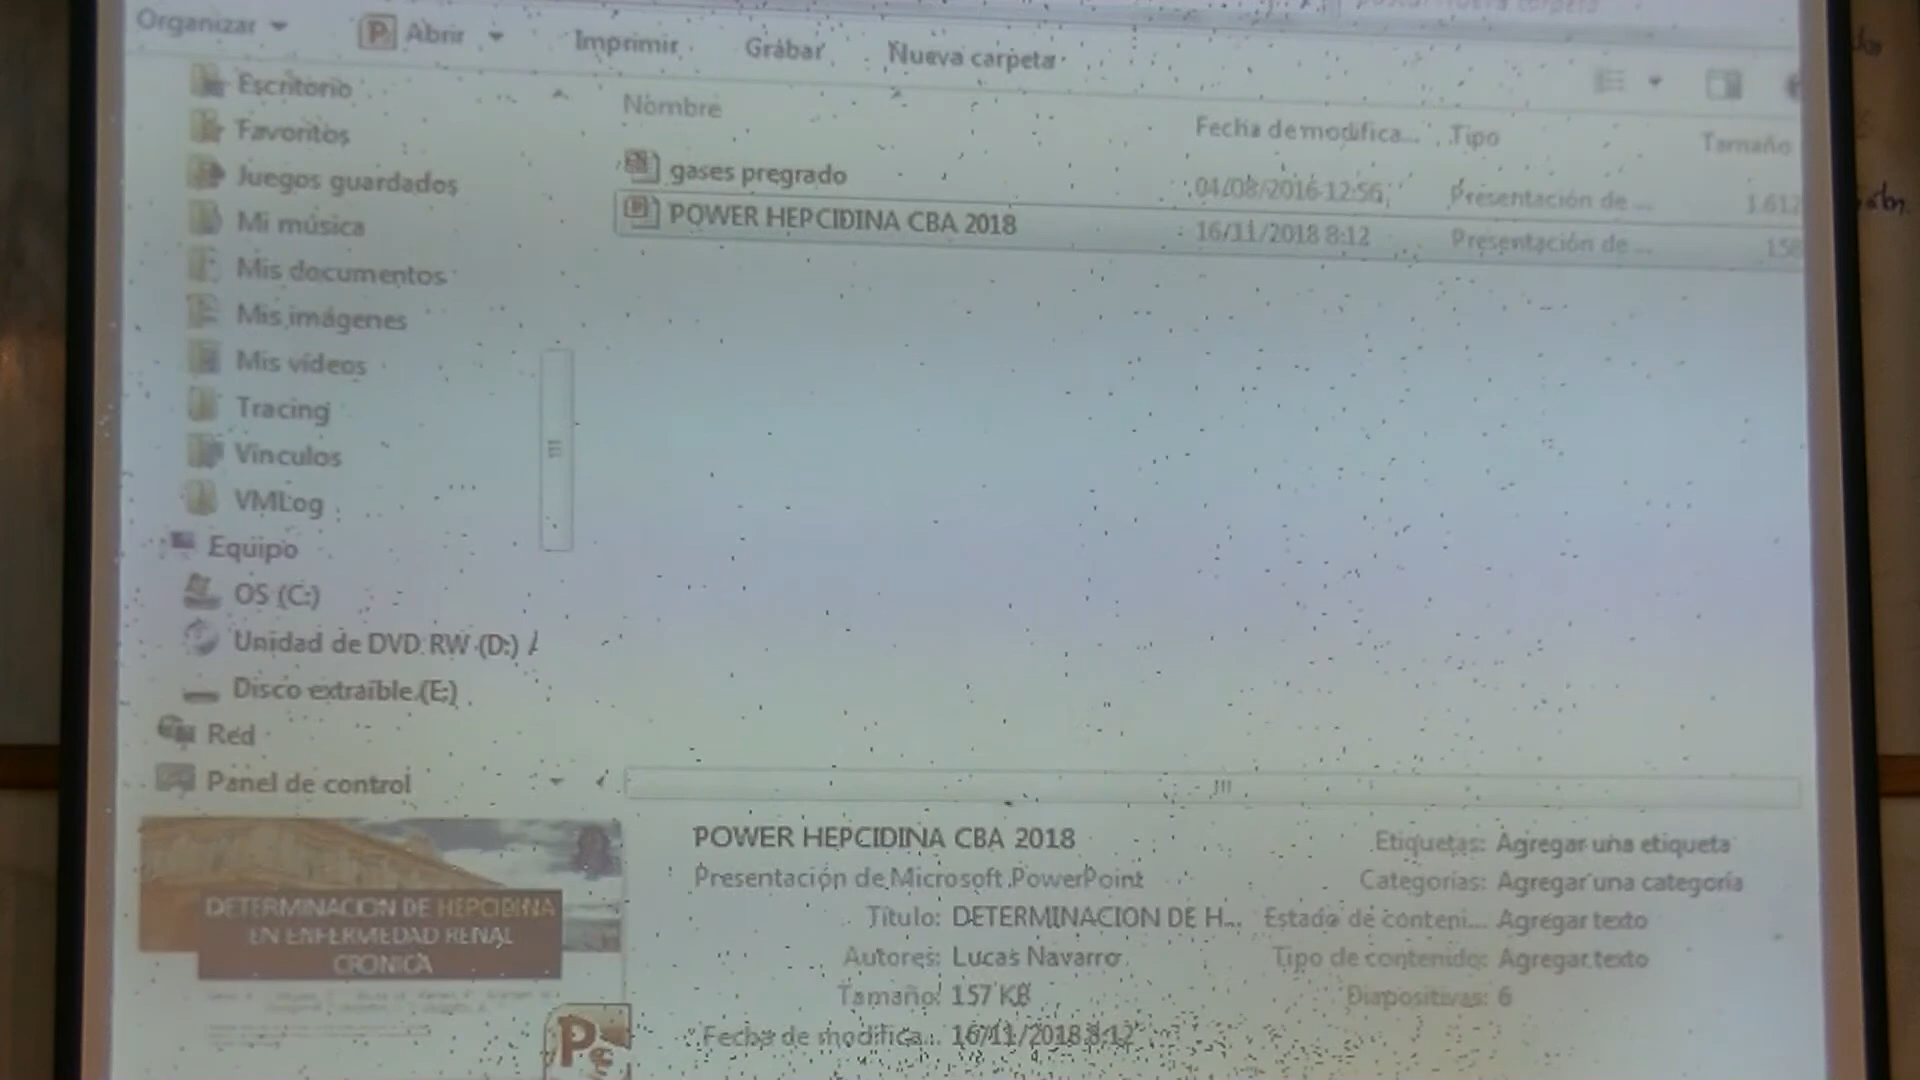 Organizar Abrir Imprimir Grabar Nueva carpeta
Nombre Fecha de modifica... Tipo Tamaño
gases pregrado 04/08/2016 12:56 Presentación de ... 1.612
POWER HEPCIDINA CBA 2018 16/11/2018 8:12 Presentación de ... 158
Escritorio
Favoritos
Juegos guardados
Mi música
Mis documentos
Mis imágenes
Mis vídeos
Tracing
Vínculos
VMLog
Equipo
OS (C:)
Unidad de DVD RW (D:)
Disco extraíble (E:)
Red
Panel de control
DETERMINACION DE HEPCIDINA
EN ENFERMEDAD RENAL
CRONICA
POWER HEPCIDINA CBA 2018
Presentación de Microsoft PowerPoint
Título: DETERMINACION DE H...
Autores: Lucas Navarro
Tamaño: 157 KB
Fecha de modifica... 16/11/2018 8:12
Etiquetas: Agregar una etiqueta
Categorías: Agregar una categoría
Estado de conteni... Agregar texto
Tipo de contenido: Agregar texto
Diapositivas: 6